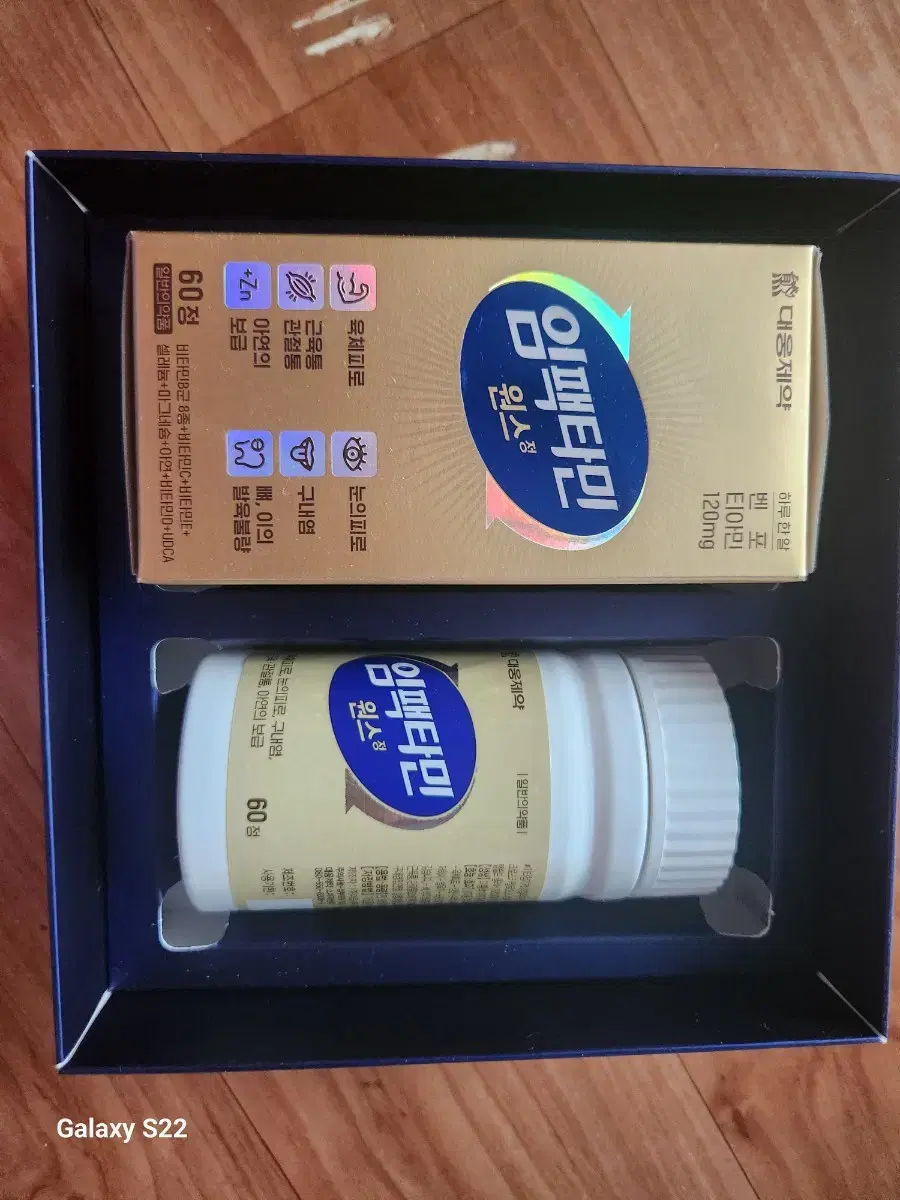 대웅제약
하루 한알
벤 포
티아민
120mg
임팩타민
원스정
육체피로
눈의피로
근육통
관절통
구내염
+Zn
아연의
보급
뼈, 이의
발육불량
60정
일반의약품
비타민B군 8종+비타민C+비타민E+
셀레늄+마그네슘+아연+비타민D+UDCA
대웅제약
| 일반의약품 |
임팩타민
원스정
눈의피로, 구내염,
아연의 보급
60정
Galaxy S22